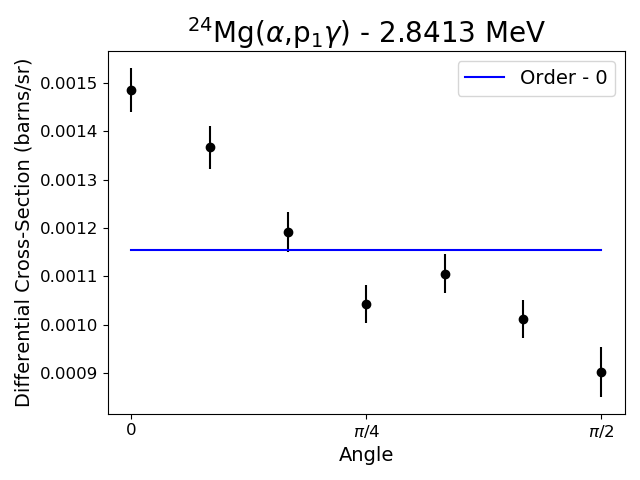 ²⁴Mg(α,p₁γ) - 2.8413 MeV
Order - 0
Differential Cross-Section (barns/sr)
0.0015
0.0014
0.0013
0.0012
0.0011
0.0010
0.0009
0
π/4
π/2
Angle